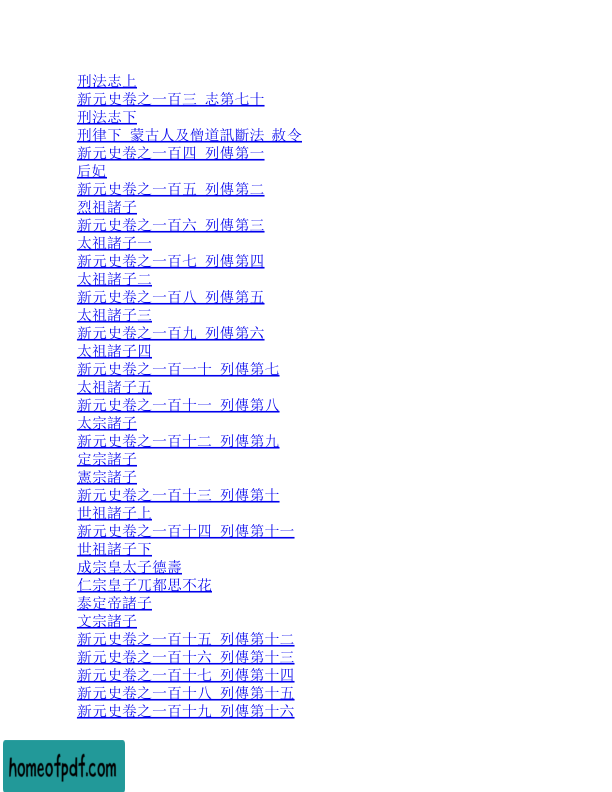 刑法志上
新元史卷之一百三 志第七十
刑法志下
刑律下 蒙古人及僧道訊斷法 赦令
新元史卷之一百四 列傳第一
后妃
新元史卷之一百五 列傳第二
烈祖諸子
新元史卷之一百六 列傳第三
太祖諸子一
新元史卷之一百七 列傳第四
太祖諸子二
新元史卷之一百八 列傳第五
太祖諸子三
新元史卷之一百九 列傳第六
太祖諸子四
新元史卷之一百一十 列傳第七
太祖諸子五
新元史卷之一百十一 列傳第八
太宗諸子
新元史卷之一百十二 列傳第九
定宗諸子
憲宗諸子
新元史卷之一百十三 列傳第十
世祖諸子上
新元史卷之一百十四 列傳第十一
世祖諸子下
成宗皇太子德壽
仁宗皇子兀都思不花
泰定帝諸子
文宗諸子
新元史卷之一百十五 列傳第十二
新元史卷之一百十六 列傳第十三
新元史卷之一百十七 列傳第十四
新元史卷之一百十八 列傳第十五
新元史卷之一百十九 列傳第十六
homeofpdf.com